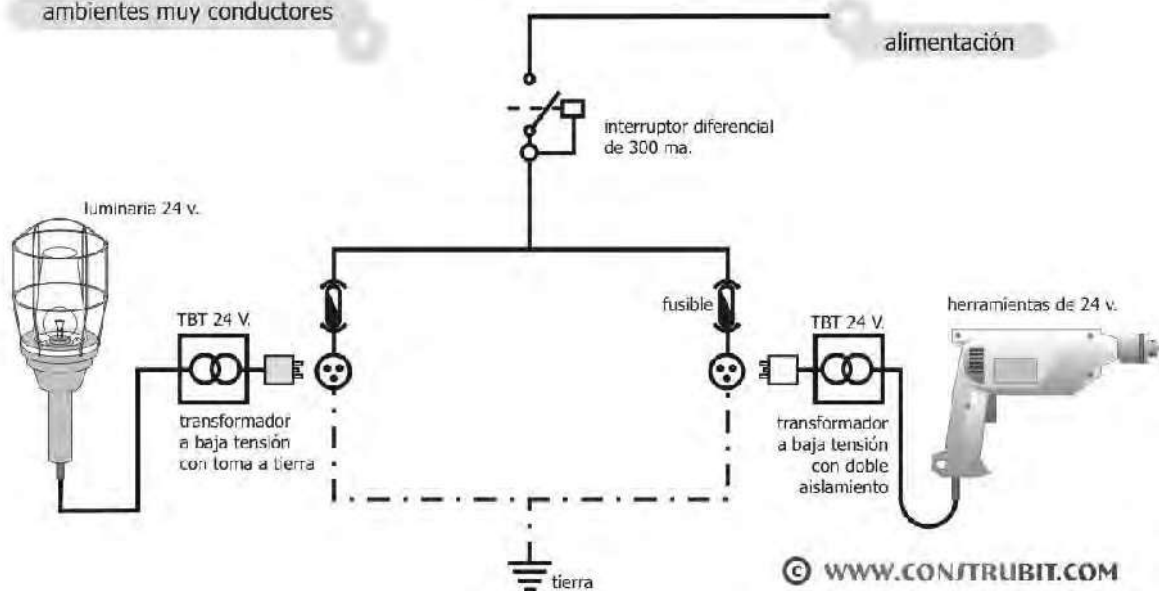 ambientes muy conductores
alimentación
interruptor diferencial
de 300 ma.
luminaria 24 v.
TBT 24 V.
transformador
a baja tensión
con toma a tierra
fusible
TBT 24 V.
herramientas de 24 v.
transformador
a baja tensión
con doble
aislamiento
tierra
© WWW.CONSTRUBIT.COM